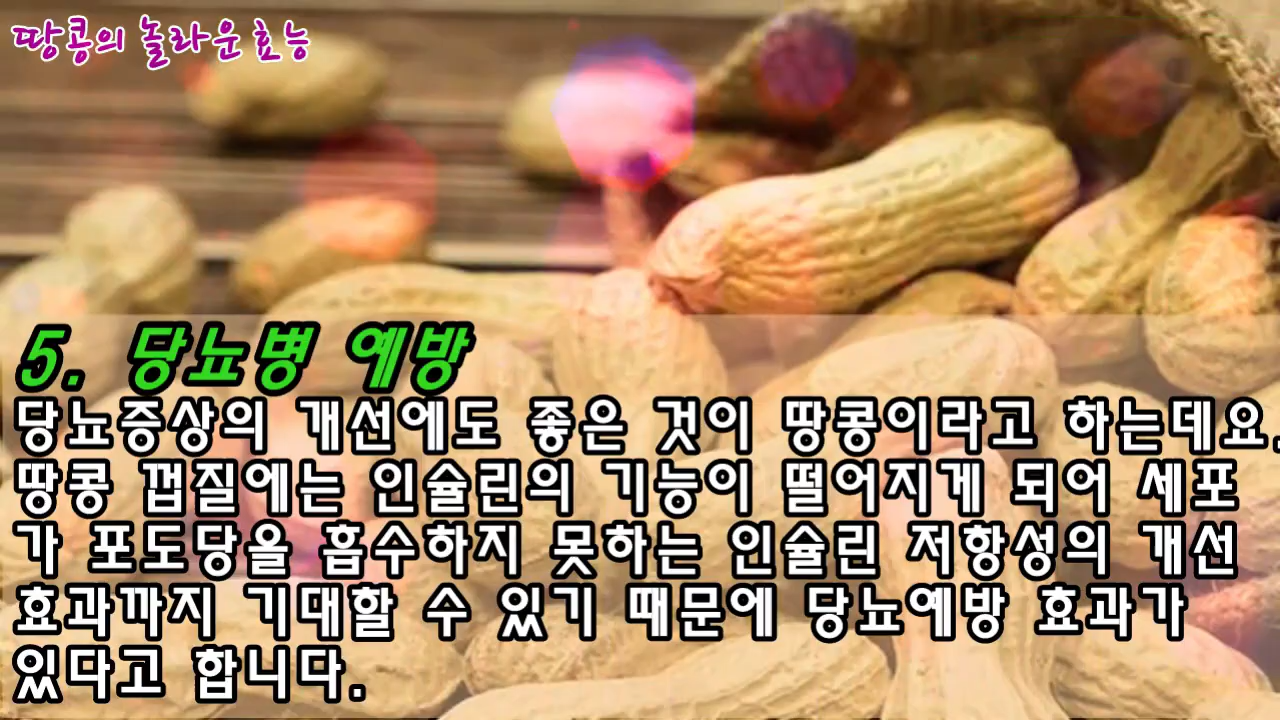 땅콩의 놀라운 효능
5. 당뇨병 예방
당뇨증상의 개선에도 좋은 것이 땅콩이라고 하는데요.
땅콩 껍질에는 인슐린의 기능이 떨어지게 되어 세포
가 포도당을 흡수하지 못하는 인슐린 저항성의 개선
효과까지 기대할 수 있기 때문에 당뇨예방 효과가
있다고 합니다.